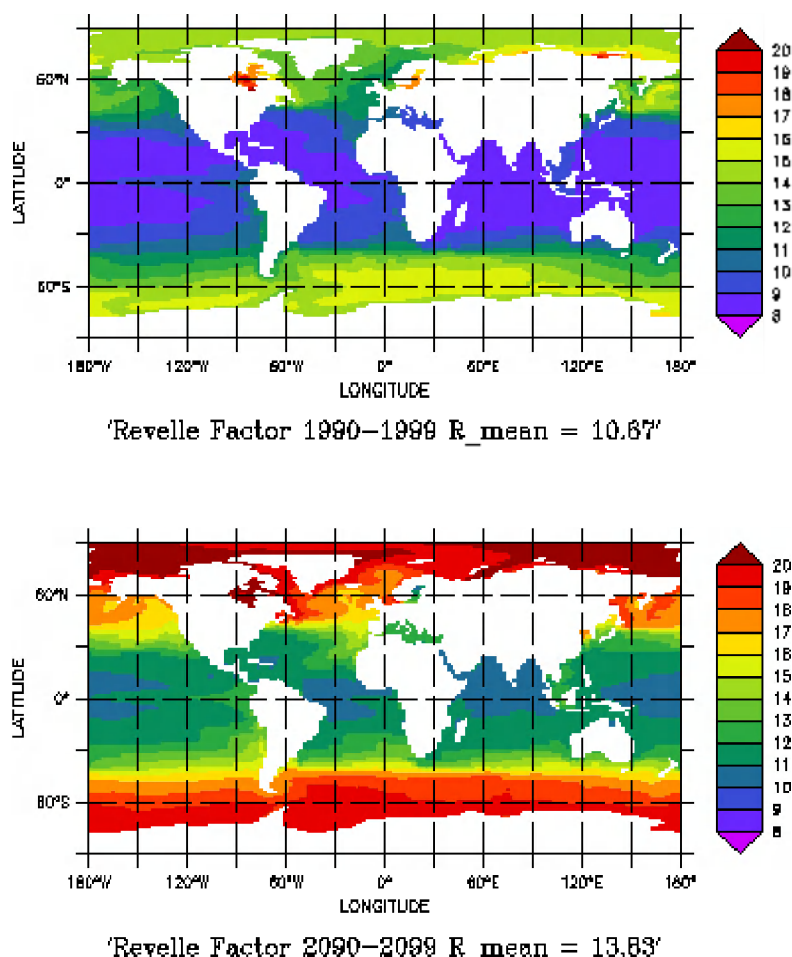 20
19
18
17
16
15
14
13
12
11
10
9
8
60°N
0°
60°S
LATITUDE
180°W 120°W 60°W 0° 60°E 120°E 180°
LONGITUDE
'Revelle Factor 1990–1999 R_mean = 10.67'
20
19
18
17
16
15
14
13
12
11
10
9
8
60°N
0°
60°S
LATITUDE
180°W 120°W 60°W 0° 60°E 120°E 180°
LONGITUDE
'Revelle Factor 2090–2099 R mean = 13.83'